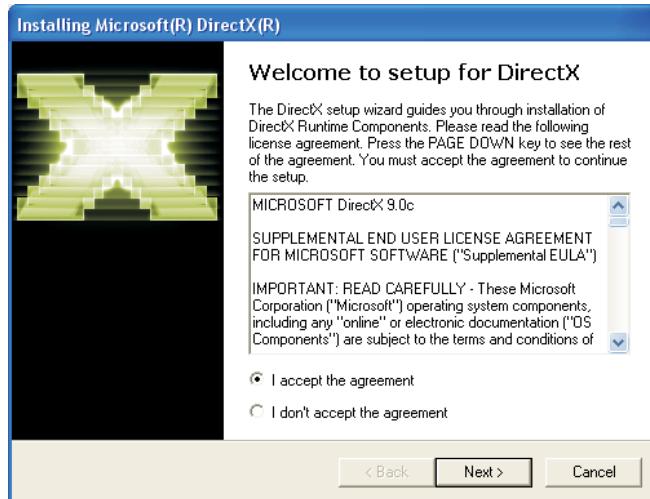 Installing Microsoft(R) DirectX(R)
Welcome to setup for DirectX
The DirectX setup wizard guides you through installation of
DirectX Runtime Components. Please read the following
license agreement. Press the PAGE DOWN key to see the rest
of the agreement. You must accept the agreement to continue
the setup.
MICROSOFT DirectX 9.0c
SUPPLEMENTAL END USER LICENSE AGREEMENT
FOR MICROSOFT SOFTWARE ("Supplemental EULA")
IMPORTANT: READ CAREFULLY - These Microsoft
Corporation ("Microsoft") operating system components,
including any "online" or electronic documentation ("OS
Components") are subject to the terms and conditions of
I accept the agreement
I don't accept the agreement
< Back Next > Cancel